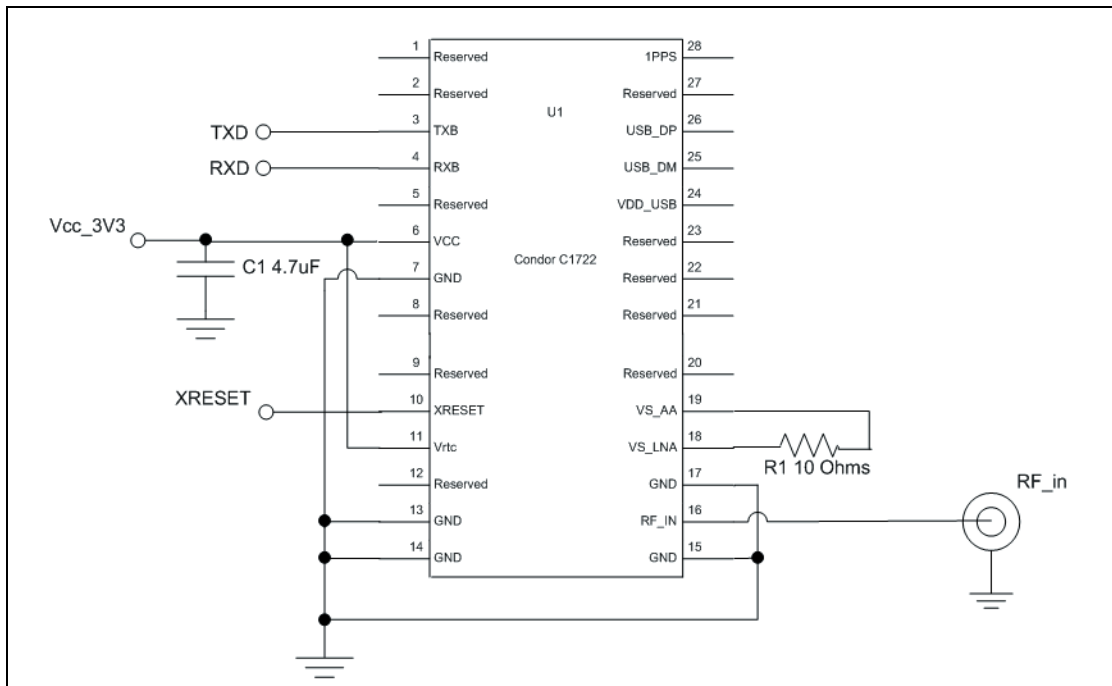 1 Reserved
2 Reserved
TXD 3 TXB
RXD 4 RXB
5 Reserved
Vcc_3V3 6 VCC
C1 4.7uF
7 GND
8 Reserved
9 Reserved
XRESET 10 XRESET
11 Vrtc
12 Reserved
13 GND
14 GND
U1
Condor C1722
28 1PPS
27 Reserved
26 USB_DP
25 USB_DM
24 VDD_USB
23 Reserved
22 Reserved
21 Reserved
20 Reserved
19 VS_AA
18 VS_LNA
R1 10 Ohms
17 GND
16 RF_IN
RF_in
15 GND